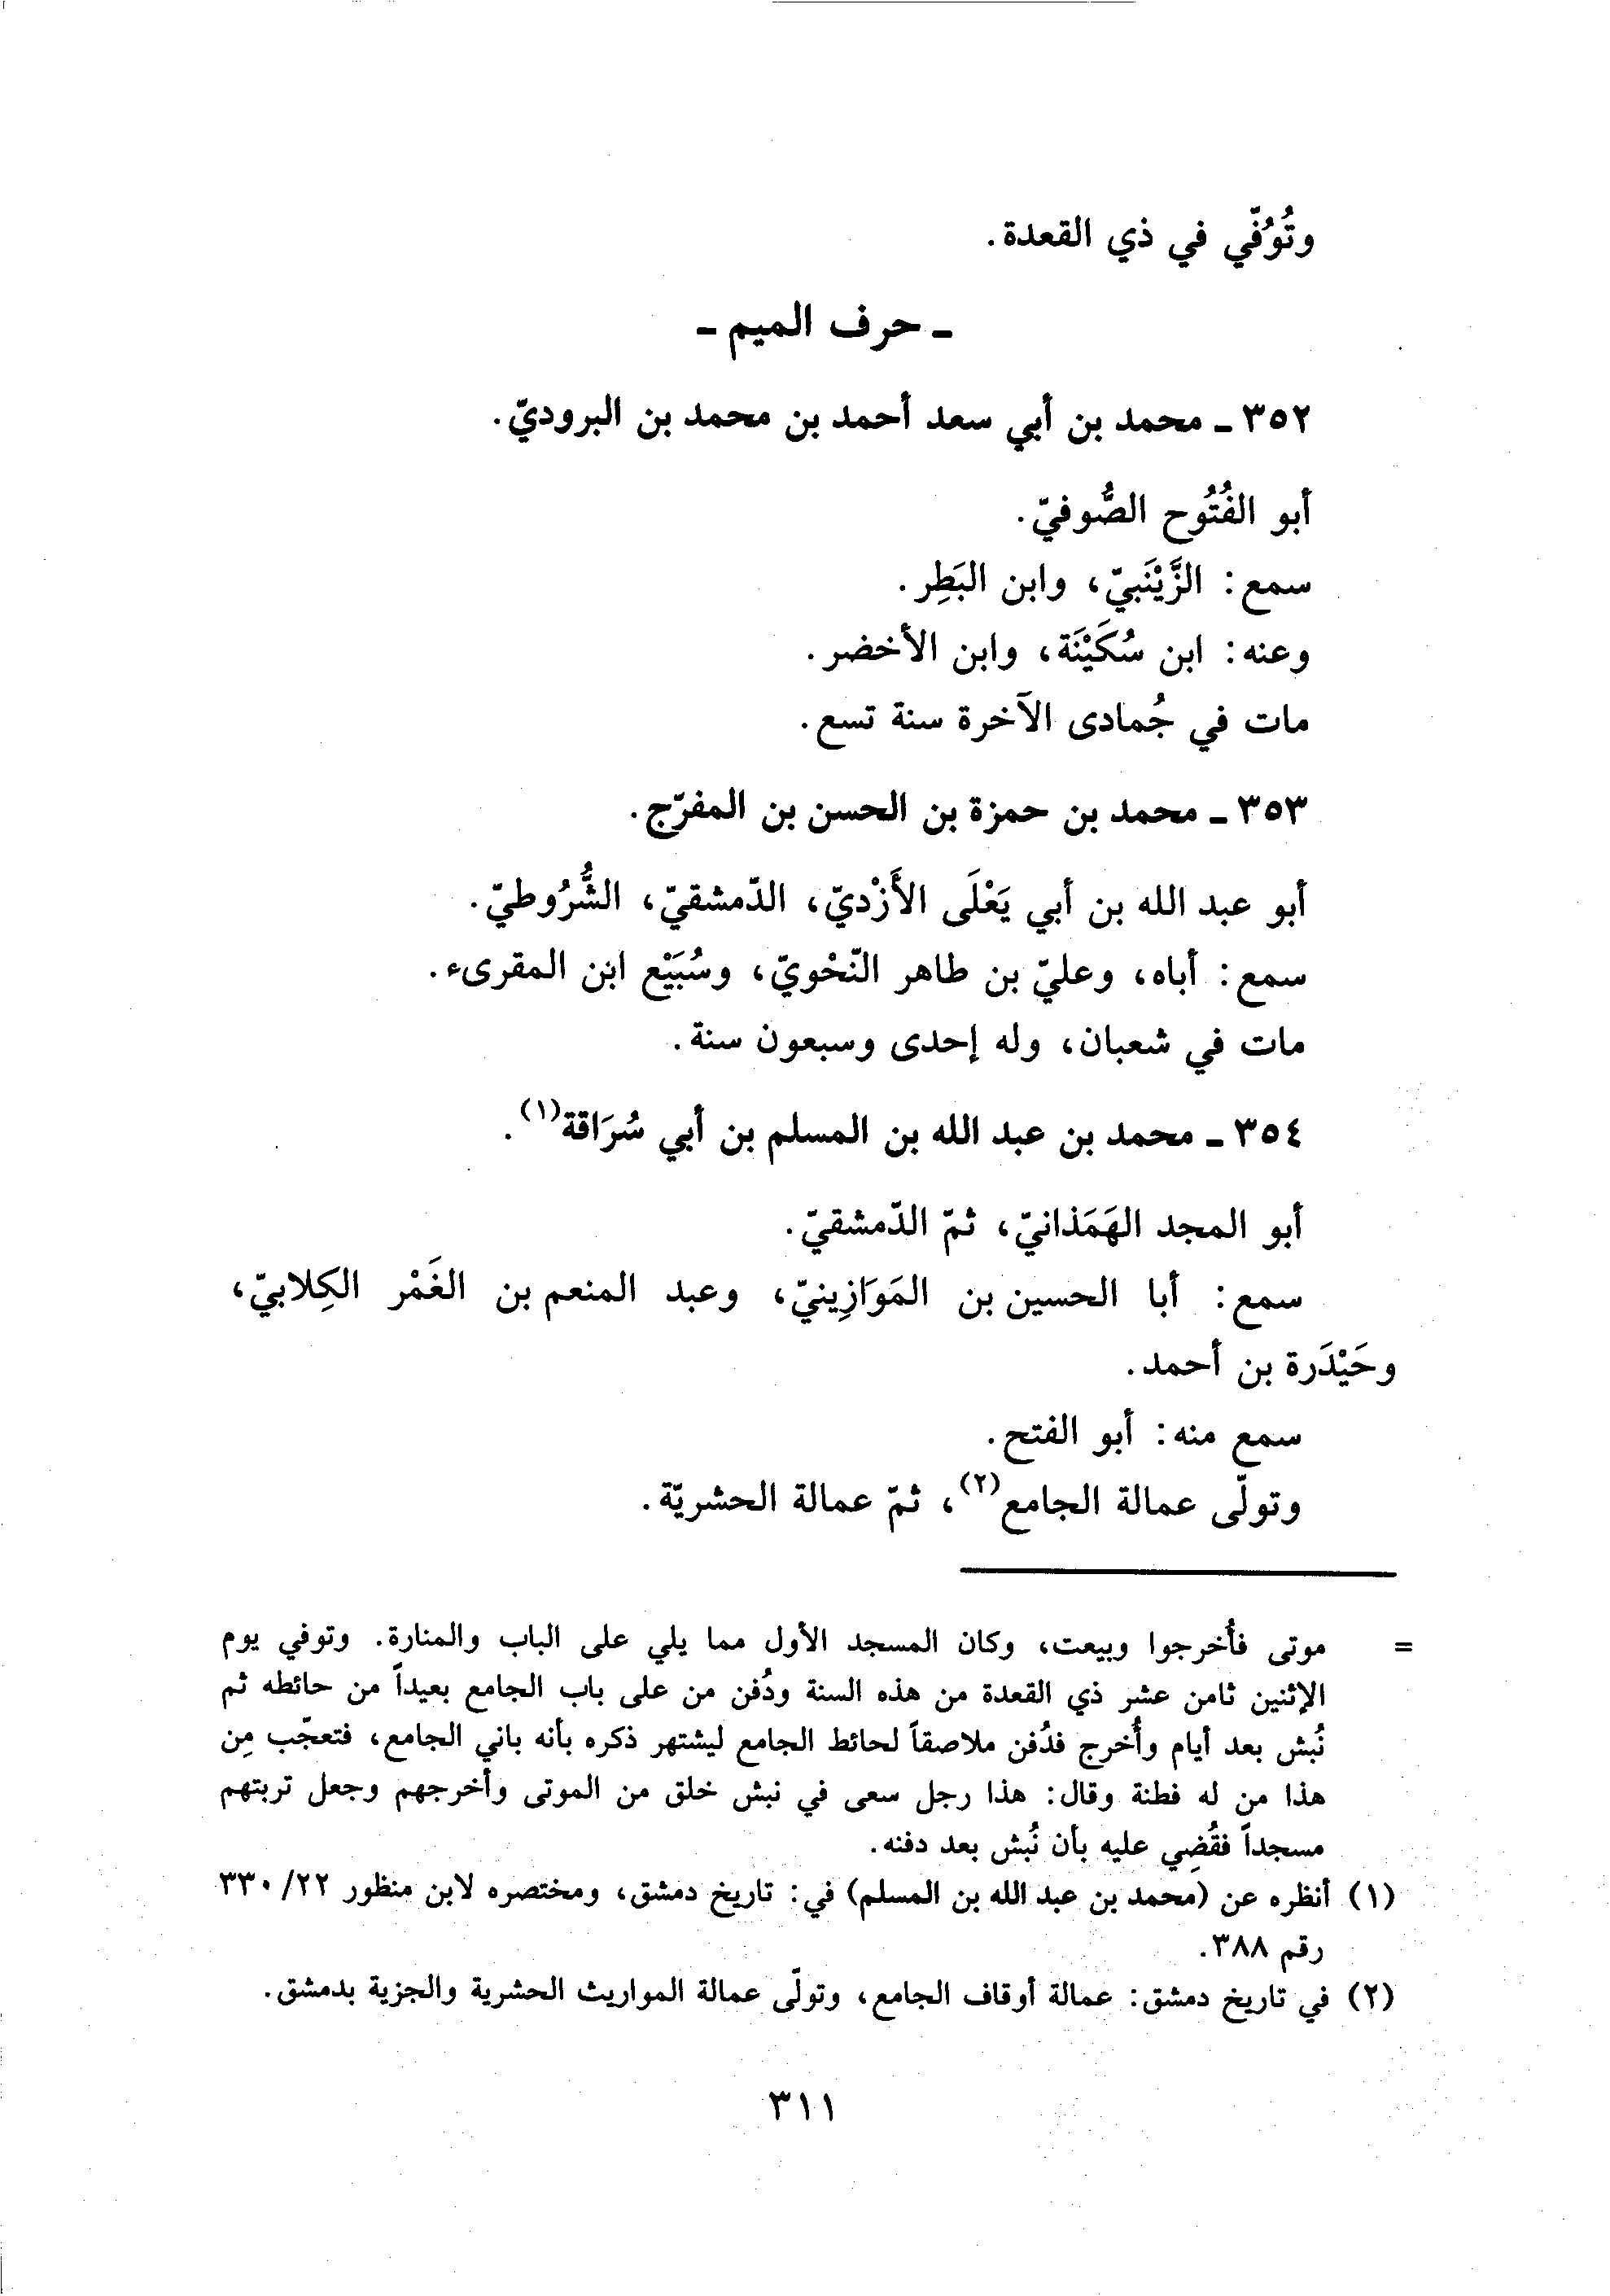 وتُوُفّي في ذي القعدة.
ـ حرف الميم ـ
٣٥٢ ـ محمد بن أبي سعد أحمد بن محمد بن البروديّ.
أبو الفُتُوح الصُّوفيّ.
سمع: الزَّيْنَبيّ، وابن البَطِر.
وعنه: ابن سُكَيْنَة، وابن الأخضر.
مات في جُمادى الآخرة سنة تسع.
٣٥٣ ـ محمد بن حمزة بن الحسن بن المفرّج.
أبو عبد الله بن أبي يَعْلَى الأَزْديّ، الدّمشقيّ، الشُّرُوطيّ.
سمع: أباه، وعليّ بن طاهر النّحْويّ، وسُبَيْع ابن المقرىء.
مات في شعبان، وله إحدى وسبعون سنة.
٣٥٤ ـ محمد بن عبد الله بن المسلم بن أبي سُرَاقة(١).
أبو المجد الهَمَذانيّ، ثمّ الدّمشقيّ.
سمع: أبا الحسين بن المَوَازِينيّ، وعبد المنعم بن الغَمْر الكِلابيّ،
وحَيْدَرة بن أحمد.
سمع منه: أبو الفتح.
وتولّى عمالة الجامع(٢)، ثمّ عمالة الحشريّة.
= موتى فأُخرجوا وبيعت، وكان المسجد الأول مما يلي على الباب والمنارة. وتوفي يوم
الإثنين ثامن عشر ذي القعدة من هذه السنة ودُفن من على باب الجامع بعيداً من حائطه ثم
نُبش بعد أيام وأُخرج فدُفن ملاصقاً لحائط الجامع ليشتهر ذكره بأنه باني الجامع، فتعجّب مِن
هذا من له فطنة وقال: هذا رجل سعى في نبش خلق من الموتى وأخرجهم وجعل تربتهم
مسجداً فقُضِي عليه بأن نُبش بعد دفنه.
(١) أنظره عن (محمد بن عبد الله بن المسلم) في: تاريخ دمشق، ومختصره لابن منظور ٢٢/ ٣٣٠
رقم ٣٨٨.
(٢) في تاريخ دمشق: عمالة أوقاف الجامع، وتولّى عمالة المواريث الحشرية والجزية بدمشق.
٣١١